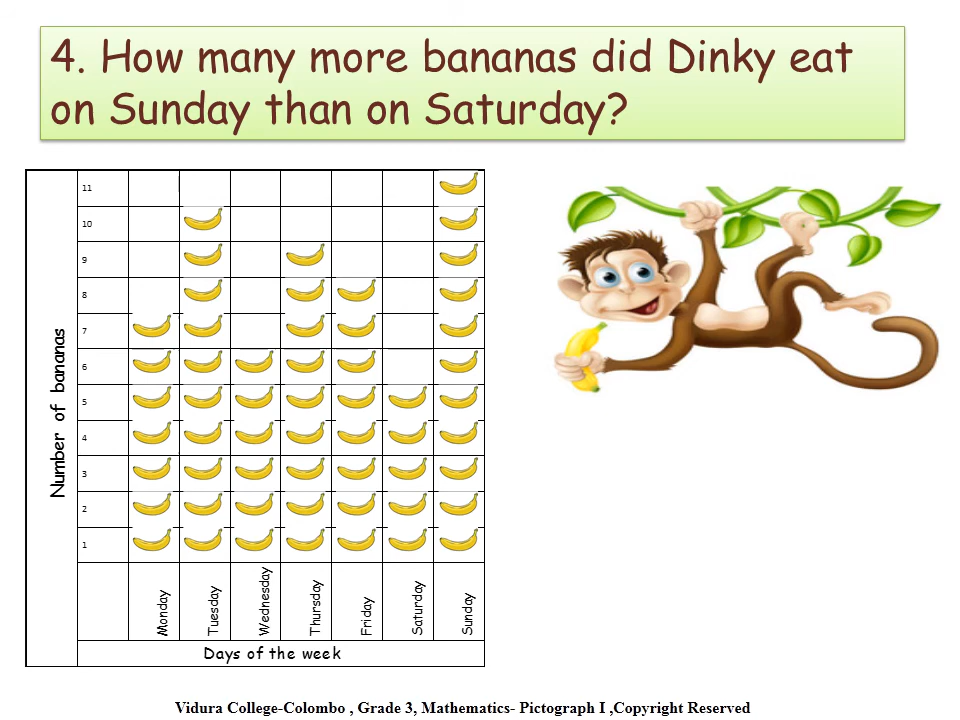 4. How many more bananas did Dinky eat
on Sunday than on Saturday?
Number of bananas
11
10
9
8
7
6
5
4
3
2
1
Monday
Tuesday
Wednesday
Thursday
Friday
Saturday
Sunday
Days of the week
Vidura College-Colombo , Grade 3, Mathematics- Pictograph I ,Copyright Reserved